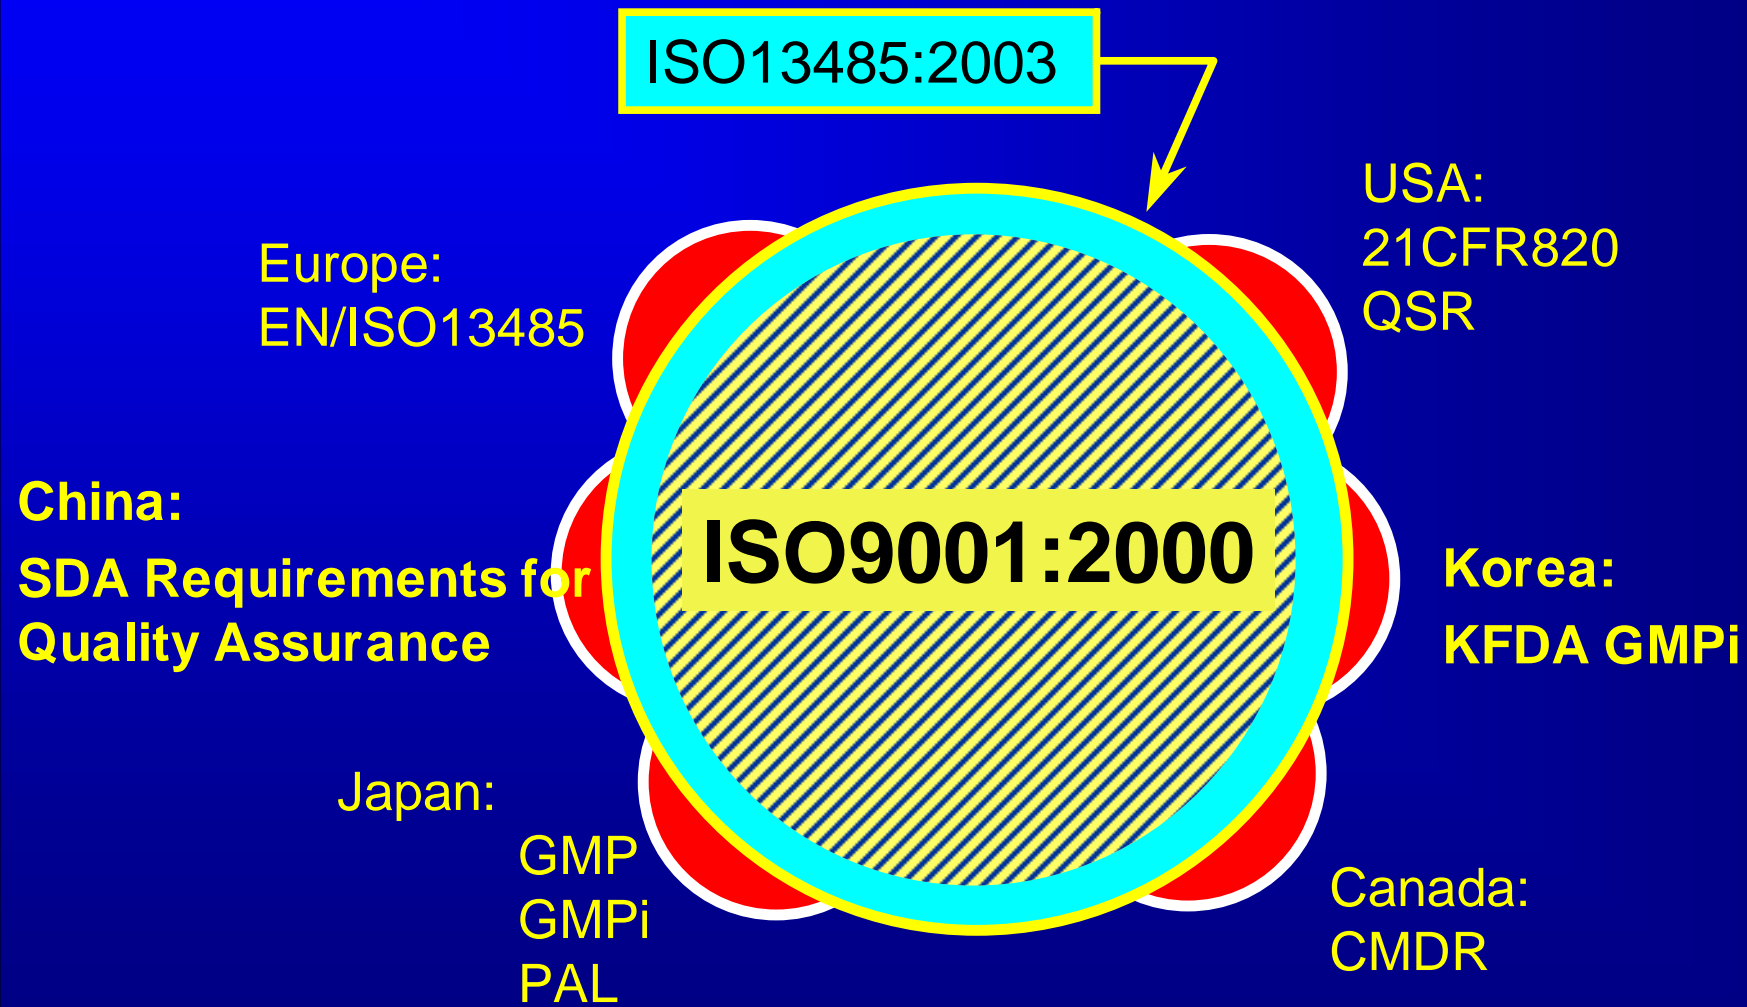 ISO13485:2003
USA:
21CFR820
QSR
Europe:
EN/ISO13485
China:
SDA Requirements for
Quality Assurance
ISO9001:2000
Korea:
KFDA GMPi
Japan:
GMP
GMPi
PAL
Canada:
CMDR